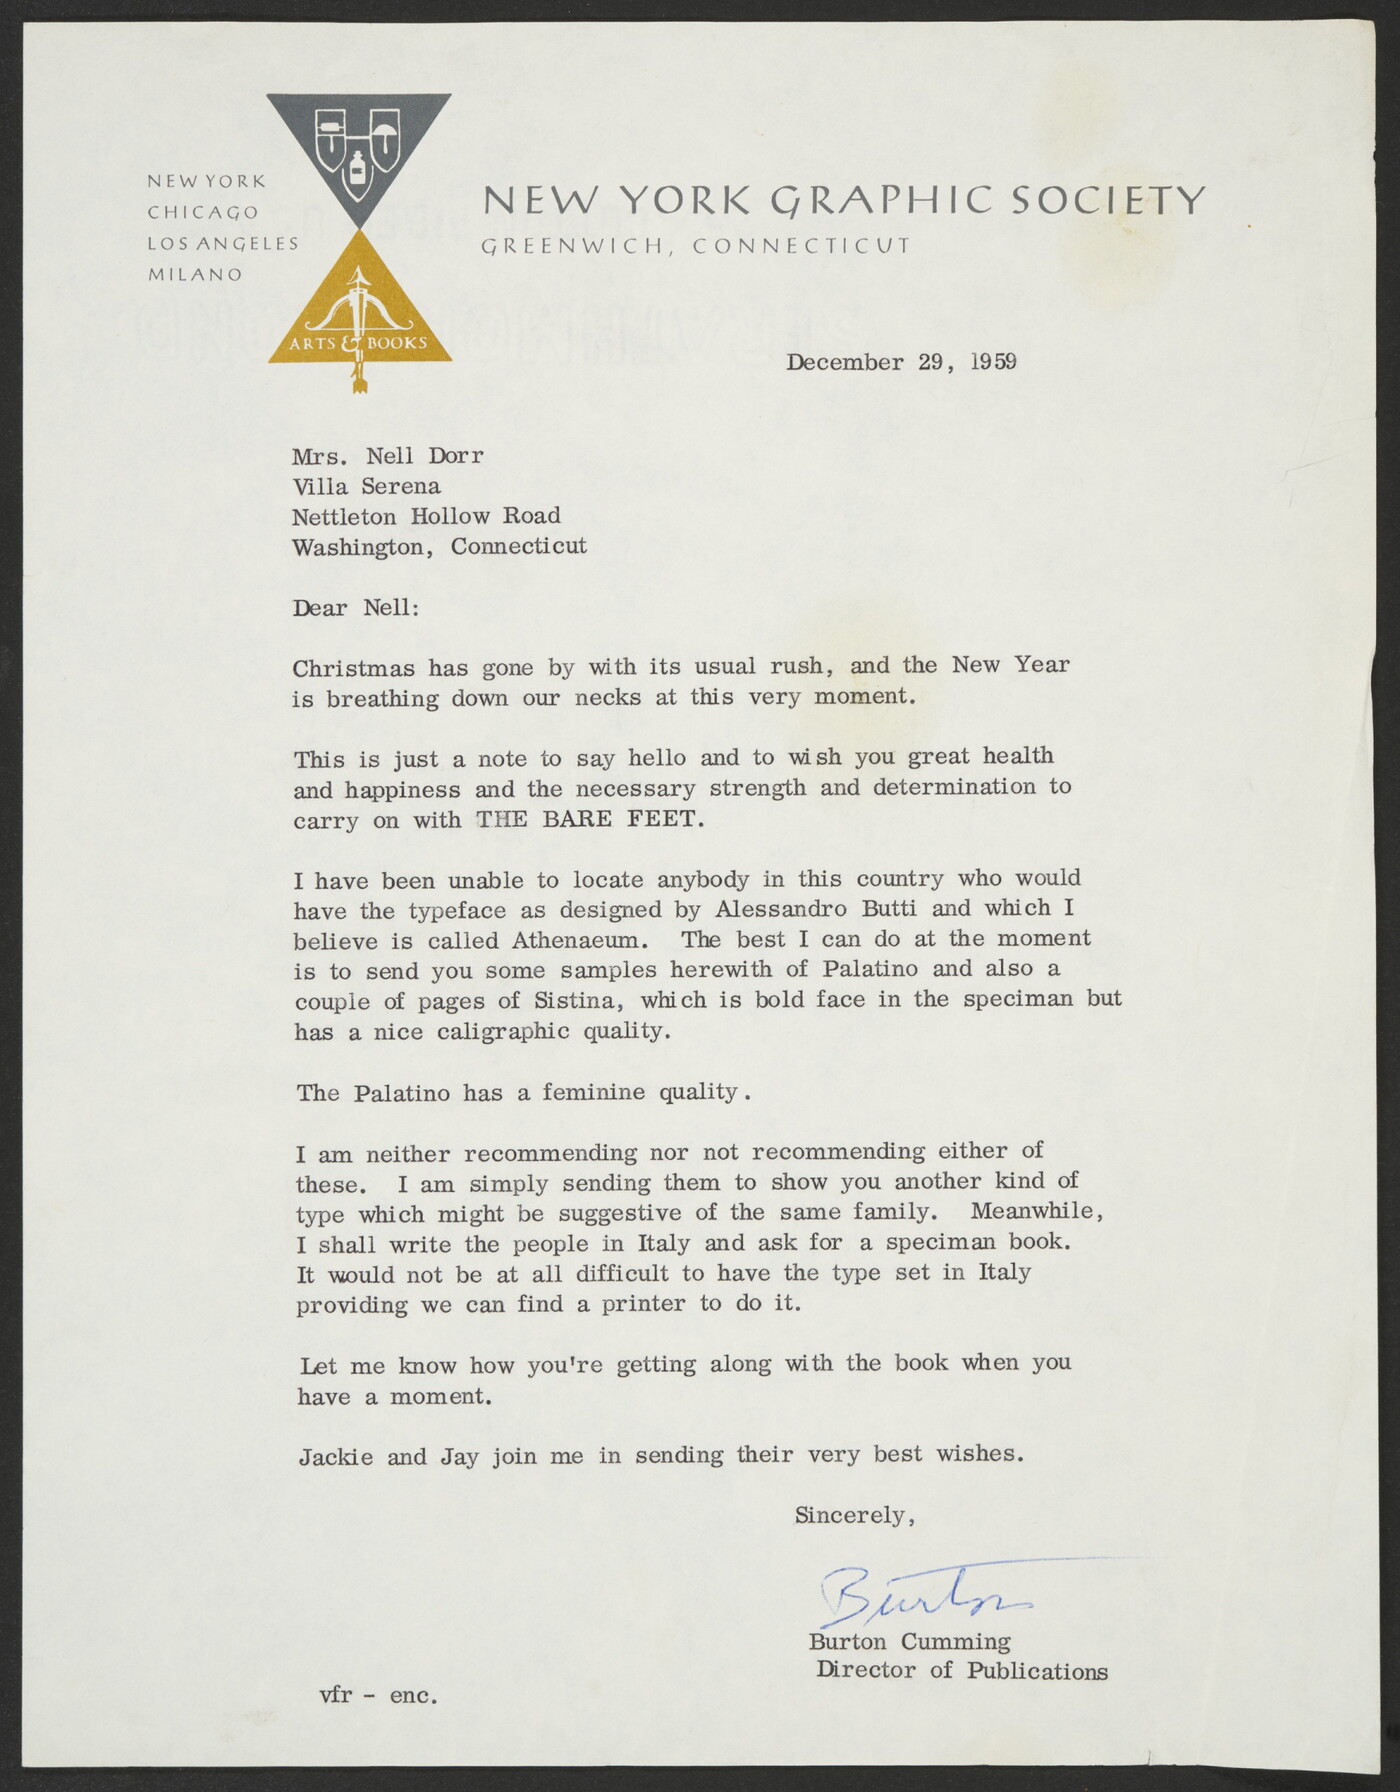 NEW YORK
CHICAGO
LOS ANGELES
MILANO
ARTS & BOOKS
NEW YORK GRAPHIC SOCIETY
GREENWICH, CONNECTICUT
December 29, 1959
Mrs. Nell Dorr
Villa Serena
Nettleton Hollow Road
Washington, Connecticut
Dear Nell:
Christmas has gone by with its usual rush, and the New Year
is breathing down our necks at this very moment.
This is just a note to say hello and to wish you great health
and happiness and the necessary strength and determination to
carry on with THE BARE FEET.
I have been unable to locate anybody in this country who would
have the typeface as designed by Alessandro Butti and which I
believe is called Athenaeum. The best I can do at the moment
is to send you some samples herewith of Palatino and also a
couple of pages of Sistina, which is bold face in the speciman but
has a nice caligraphic quality.
The Palatino has a feminine quality.
I am neither recommending nor not recommending either of
these. I am simply sending them to show you another kind of
type which might be suggestive of the same family. Meanwhile,
I shall write the people in Italy and ask for a speciman book.
It would not be at all difficult to have the type set in Italy
providing we can find a printer to do it.
Let me know how you're getting along with the book when you
have a moment.
Jackie and Jay join me in sending their very best wishes.
Sincerely,
Burton
Burton Cumming
Director of Publications
vfr - enc.